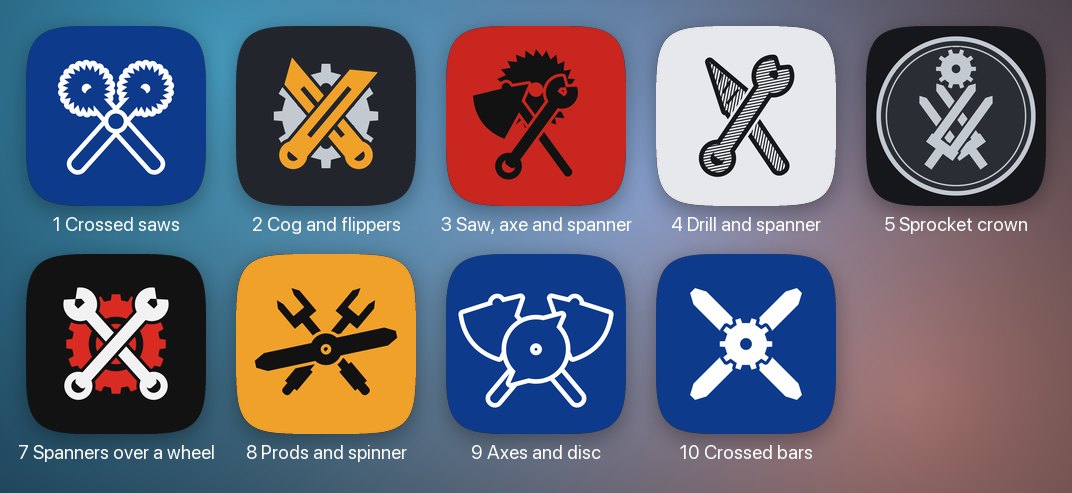 1 Crossed saws
2 Cog and flippers
3 Saw, axe and spanner
4 Drill and spanner
5 Sprocket crown
7 Spanners over a wheel
8 Prods and spinner
9 Axes and disc
10 Crossed bars